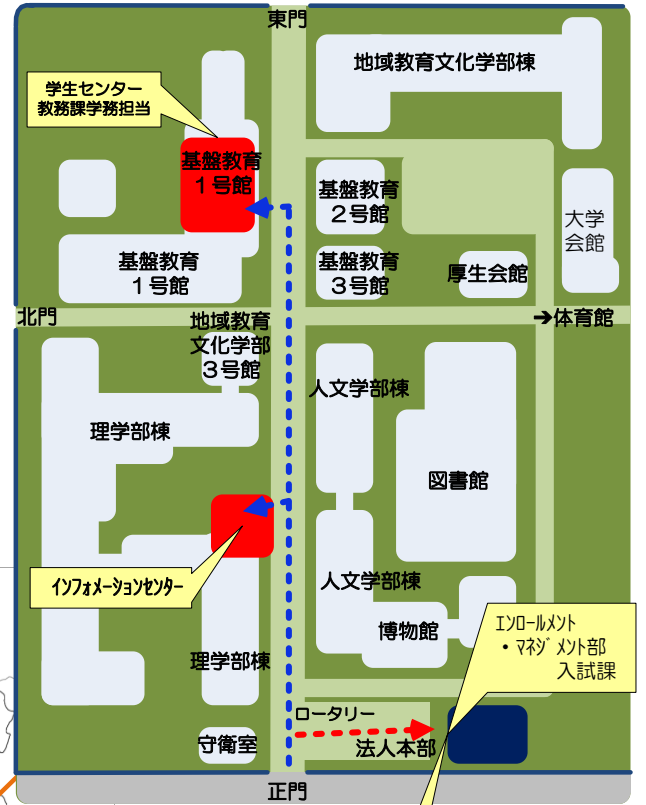 東門
地域教育文化学部棟
学生センター
教務課学務担当
基盤教育
１号館
基盤教育
２号館
大学
会館
基盤教育
１号館
基盤教育
３号館
厚生会館
北門
→体育館
地域教育
文化学部
３号館
人文学部棟
理学部棟
図書館
インフォメーションセンター
人文学部棟
博物館
エンロールメント
・マネジメント部
入試課
理学部棟
ロータリー
守衛室
法人本部
正門